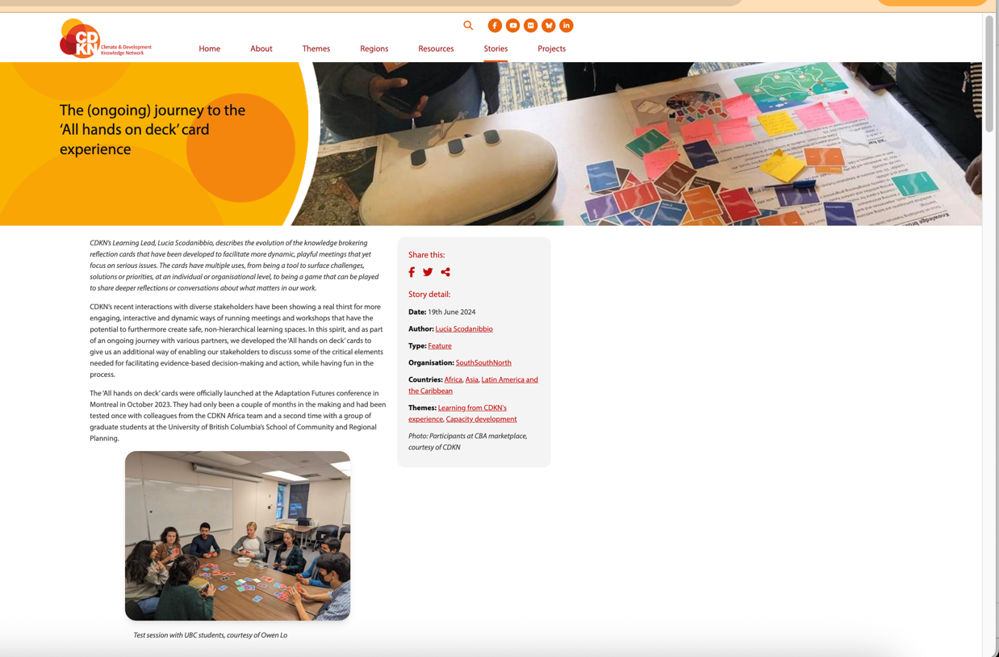 CD
KN
Climate & Development
Knowledge Network
Home
About
Themes
Regions
Resources
Stories
Projects
The (ongoing) journey to the
‘All hands on deck’ card
experience
CDKN’s Learning Lead, Lucia Scodanibbio, describes the evolution of the knowledge brokering
reflection cards that have been developed to facilitate more dynamic, playful meetings that yet
focus on serious issues. The cards have multiple uses, from being a tool to surface challenges,
solutions or priorities, at an individual or organisational level, to being a game that can be played
to share deeper reflections or conversations about what matters in our work.
CDKN’s recent interactions with diverse stakeholders have been showing a real thirst for more
engaging, interactive and dynamic ways of running meetings and workshops that have the
potential to furthermore create safe, non-hierarchical learning spaces. In this spirit, and as part
of an ongoing journey with various partners, we developed the ‘All hands on deck’ cards to
give us an additional way of enabling our stakeholders to discuss some of the critical elements
needed for facilitating evidence-based decision-making and action, while having fun in the
process.
The ‘All hands on deck’ cards were officially launched at the Adaptation Futures conference in
Montreal in October 2023. They had only been a couple of months in the making and had been
tested once with colleagues from the CDKN Africa team and a second time with a group of
graduate students at the University of British Columbia’s School of Community and Regional
Planning.
Test session with UBC students, courtesy of Owen Lo
Share this:
Story detail:
Date: 19th June 2024
Author: Lucia Scodanibbio
Type: Feature
Organisation: SouthSouthNorth
Countries: Africa, Asia, Latin America and
the Caribbean
Themes: Learning from CDKN's
experience, Capacity development
Photo: Participants at CBA marketplace,
courtesy of CDKN